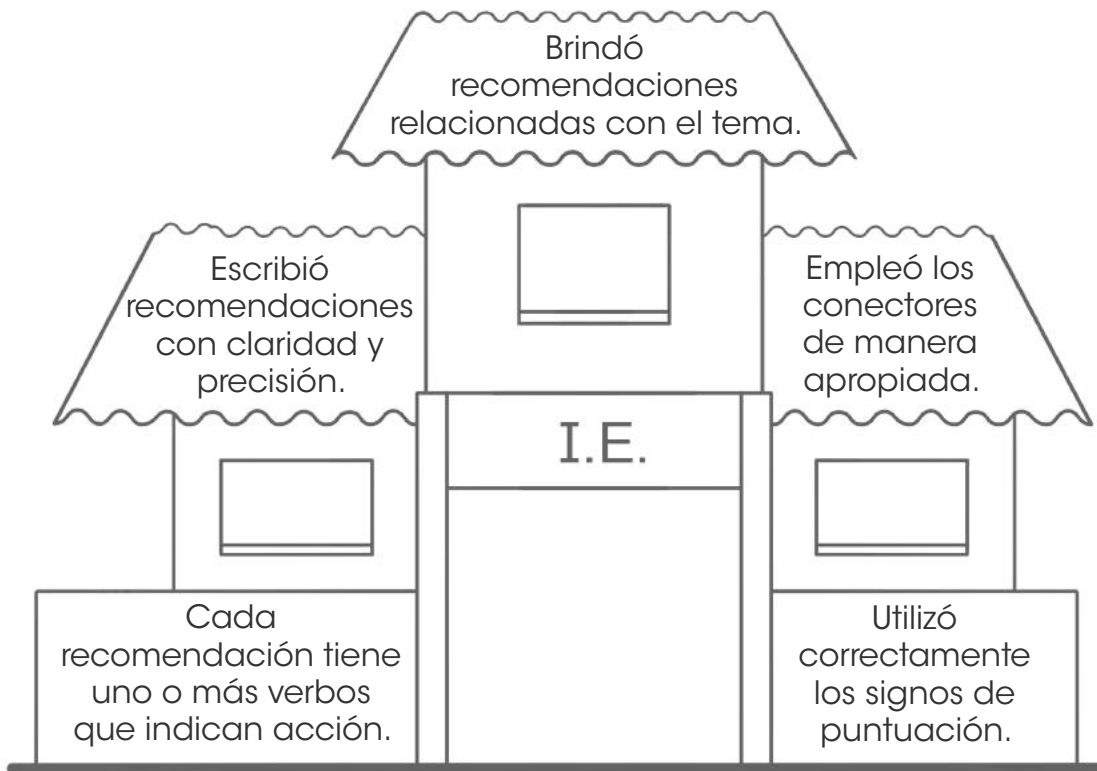 Brindó
recomendaciones
relacionadas con el tema.
Escribió
recomendaciones
con claridad y
precisión.
Empleó los
conectores
de manera
apropiada.
I.E.
Cada
recomendación tiene
uno o más verbos
que indican acción.
Utilizó
correctamente
los signos de
puntuación.